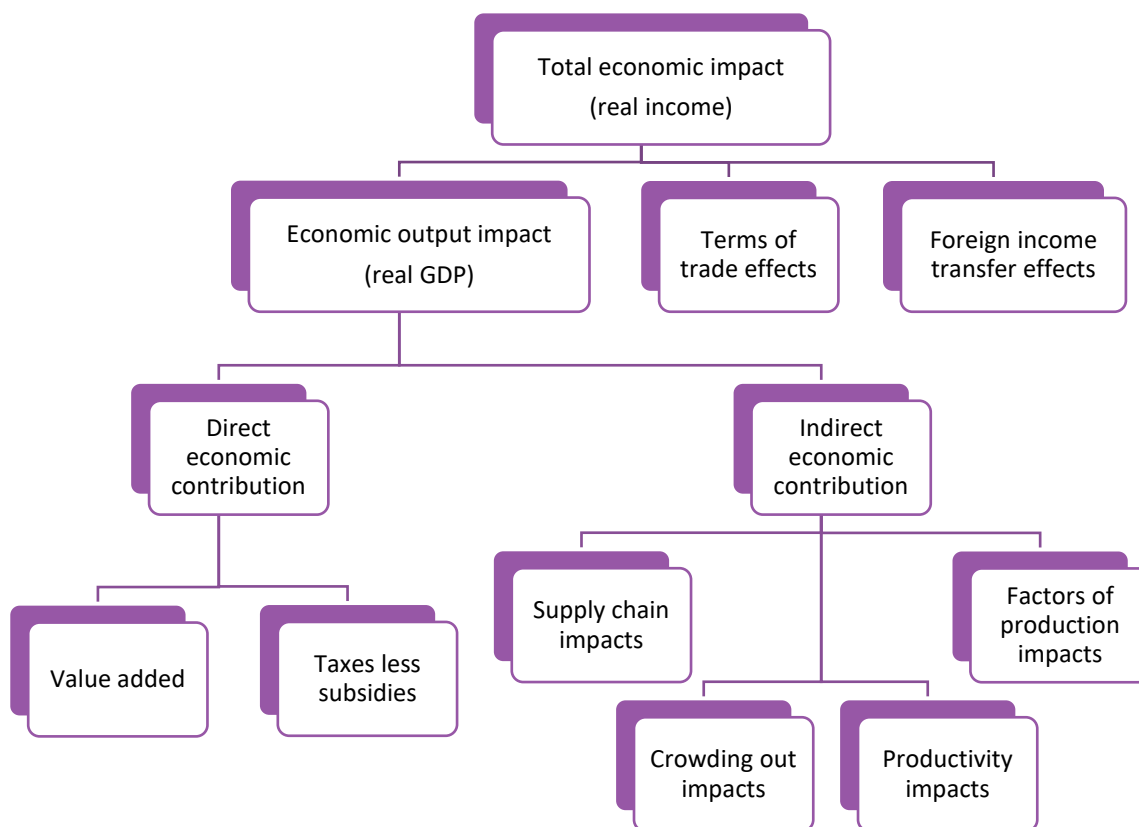 Total economic impact
(real income)
Economic output impact
(real GDP)
Terms of
trade effects
Foreign income
transfer effects
Direct
economic
contribution
Indirect
economic
contribution
Value added
Taxes less
subsidies
Supply chain
impacts
Factors of
production
impacts
Crowding out
impacts
Productivity
impacts